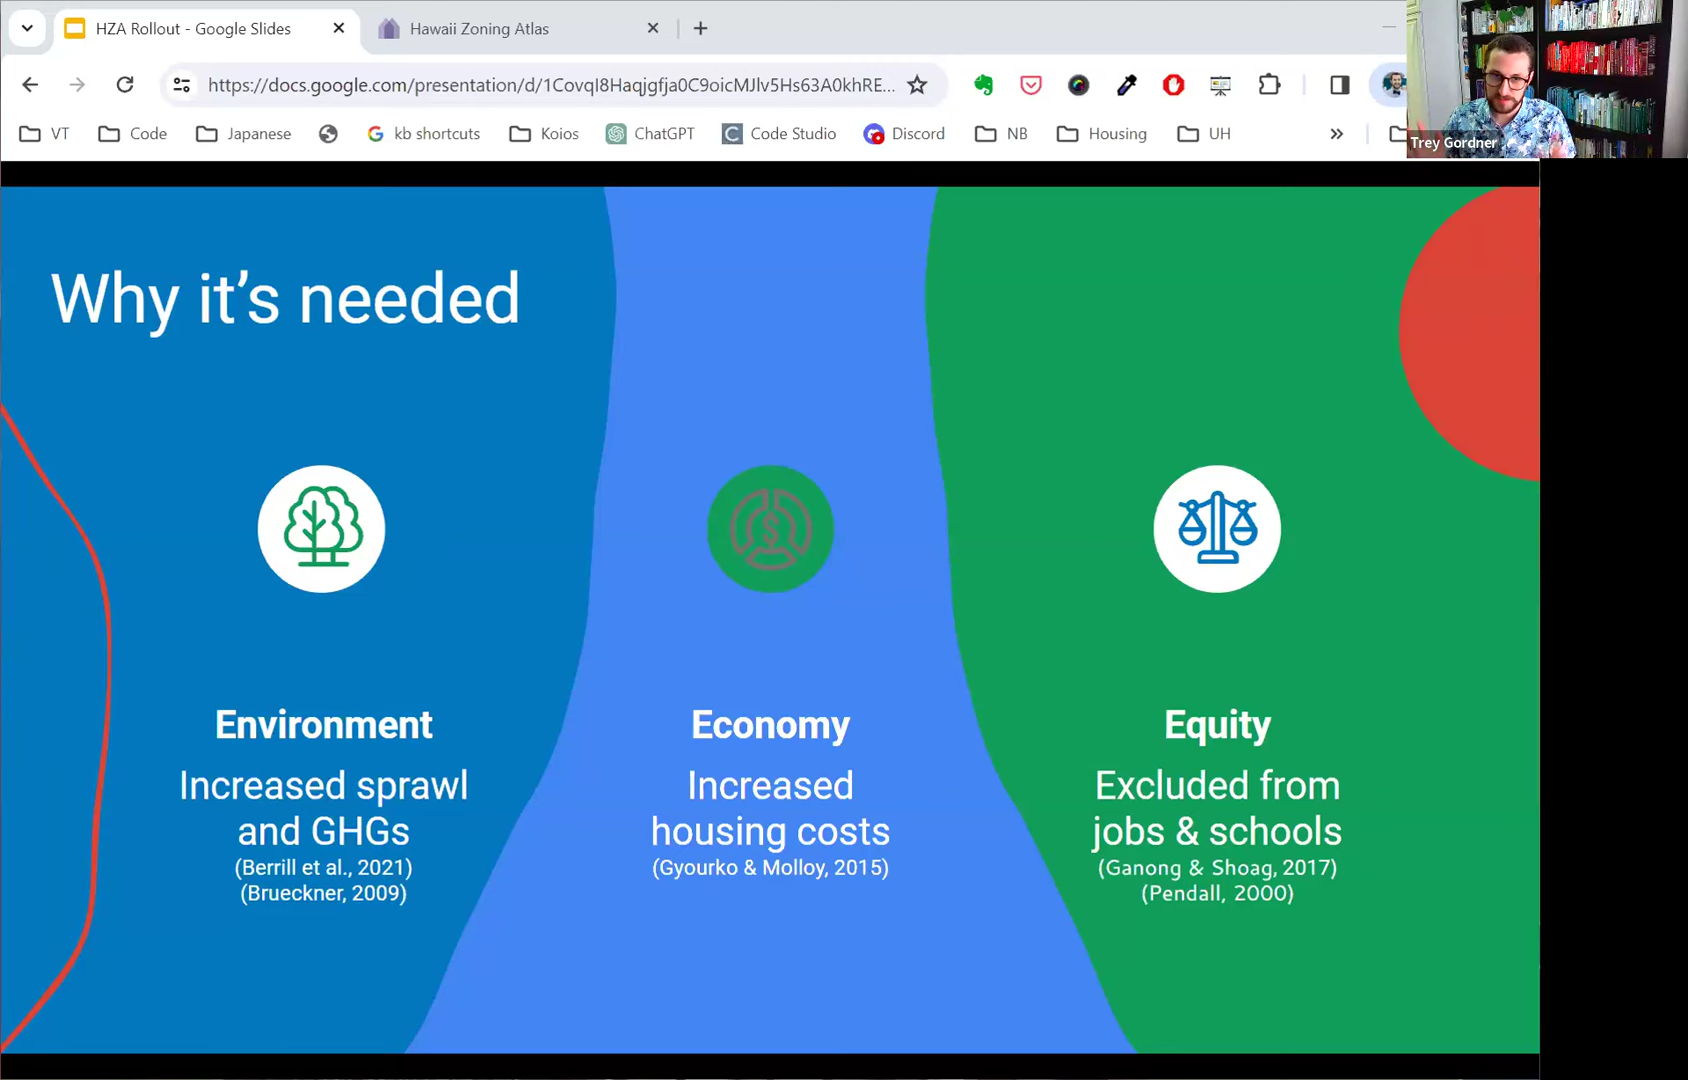 HZA Rollout - Google Slides
Hawaii Zoning Atlas
https://docs.google.com/presentation/d/1CovqI8Haqjgfja0C9oicMJlv5Hs63A0khRE...
VT
Code
Japanese
kb shortcuts
Koios
ChatGPT
Code Studio
Discord
NB
Housing
UH
Trey Gordner
Why it's needed
Environment
Increased sprawl
and GHGs
(Berrill et al., 2021)
(Brueckner, 2009)
Economy
Increased
housing costs
(Gyourko & Molloy, 2015)
Equity
Excluded from
jobs & schools
(Ganong & Shoag, 2017)
(Pendall, 2000)